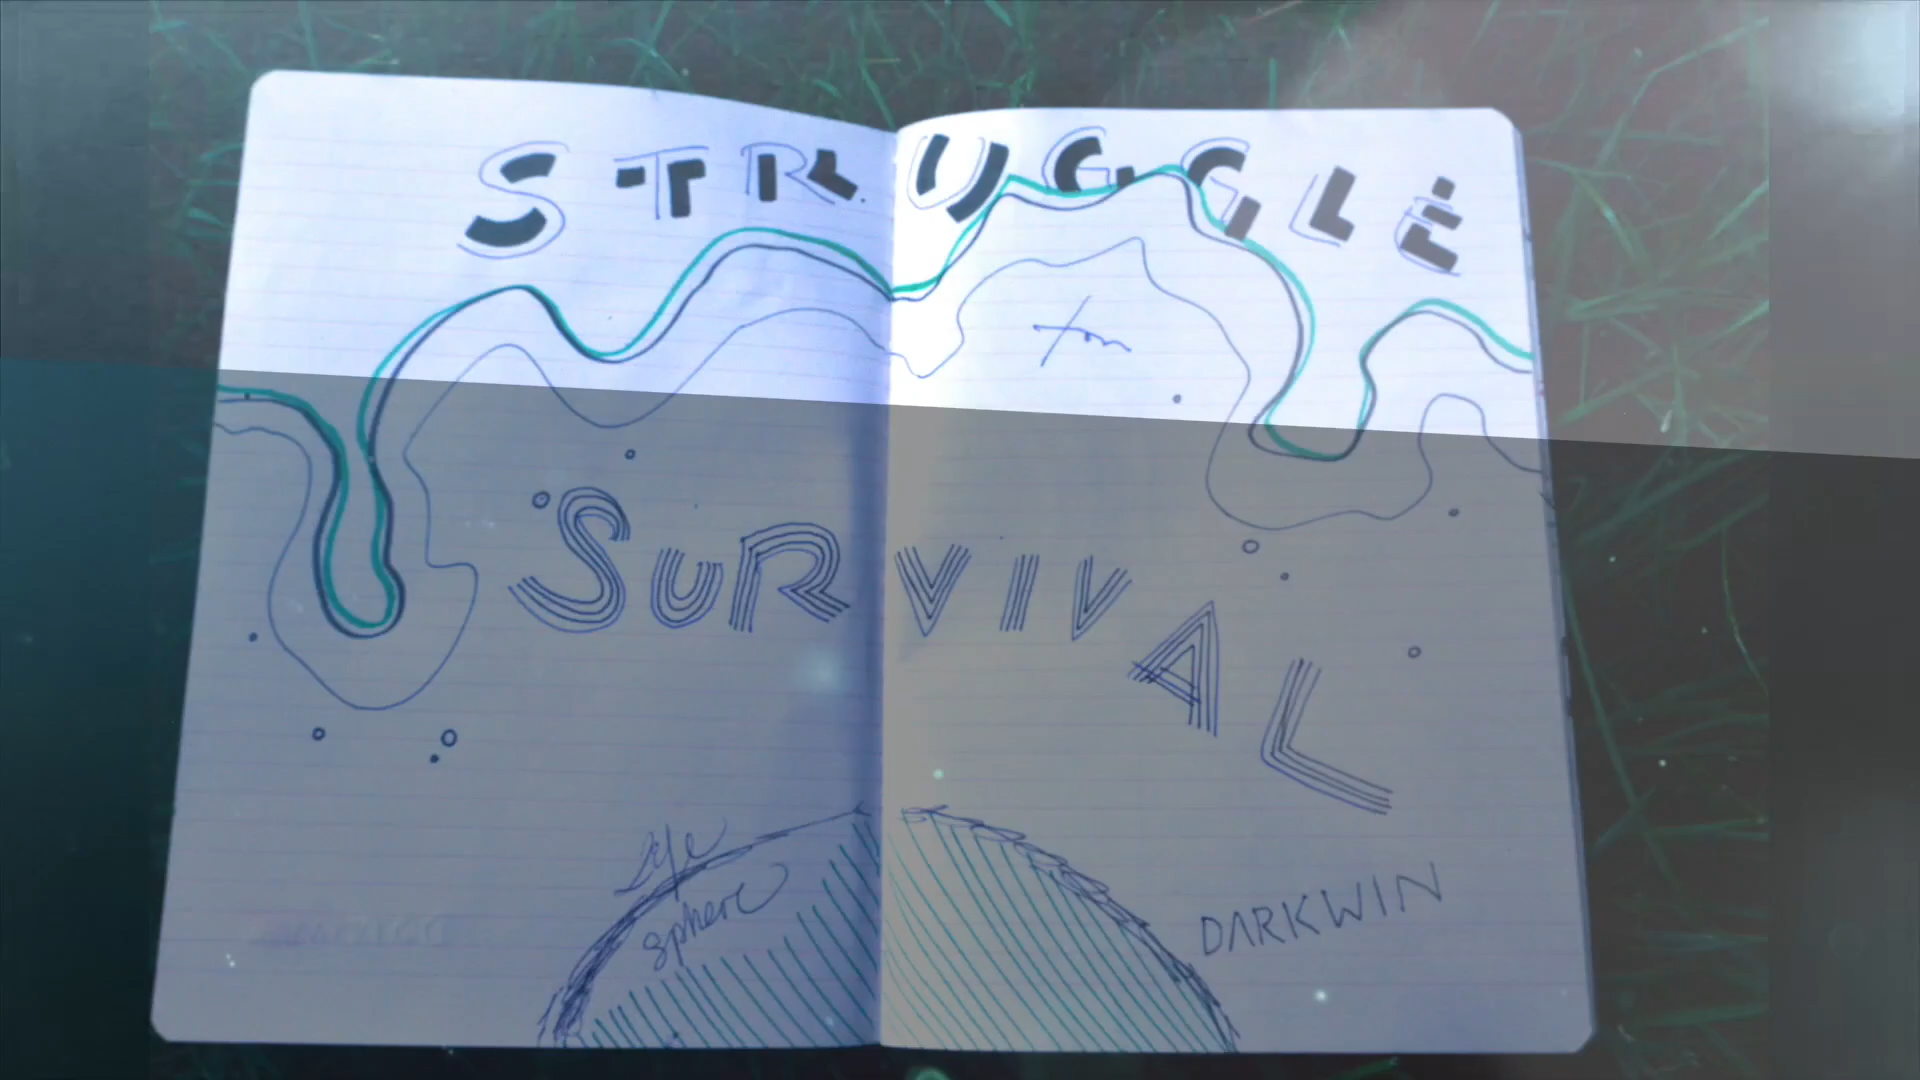 STRUGGLE
for
SURVIVAL
life
sphere
DARKWIN